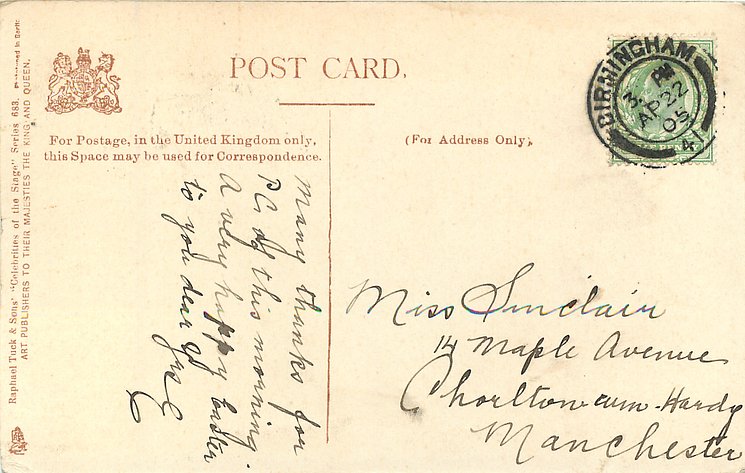 POST CARD.
For Postage, in the United Kingdom only,
this Space may be used for Correspondence.
(For Address Only).
BIRMINGHAM
AP 22
05
41
Many thanks for
PC of this morning.
A very happy Easter
to you dear
Miss Sinclair
14 Maple Avenue
Chorlton-cum-Hardy
Manchester
Raphael Tuck & Sons' "Celebrities of the Stage" Series 683.
ART PUBLISHERS TO THEIR MAJESTIES THE KING AND QUEEN.